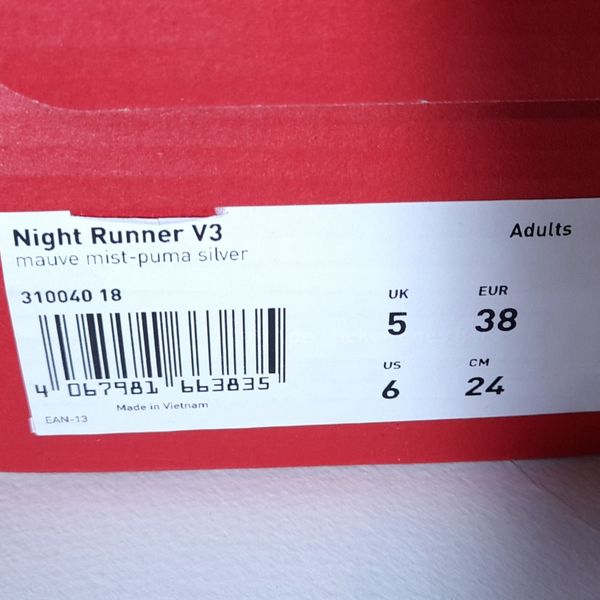 Night Runner V3
Adults
mauve mist-puma silver
310040 18
UK
5
EUR
38
US
6
CM
24
4 067981 663835
Made in Vietnam
EAN-13